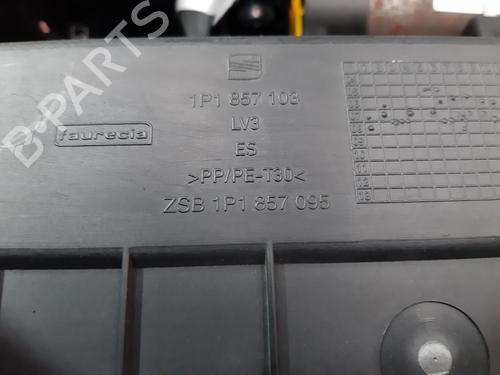 1P1 857 103
faurecia
LV3
ES
>PP/PE-T30<
ZSB 1P1 857 095
B-PARTS